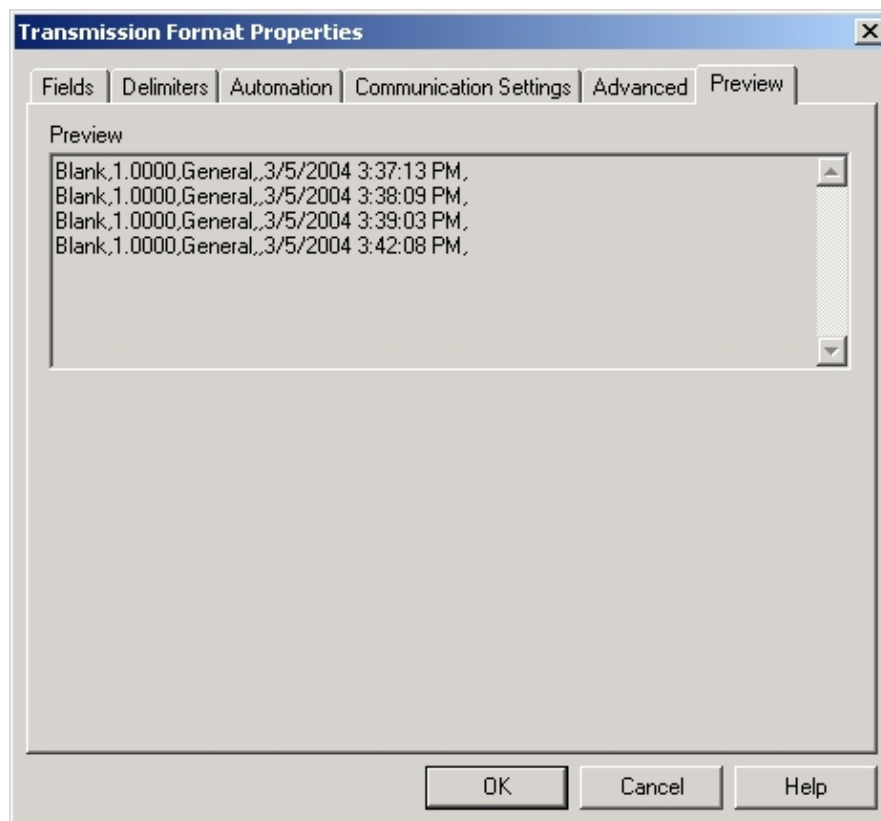 Transmission Format Properties
Fields Delimiters Automation Communication Settings Advanced Preview
Preview
Blank,1.0000,General,,3/5/2004 3:37:13 PM,
Blank,1.0000,General,,3/5/2004 3:38:09 PM,
Blank,1.0000,General,,3/5/2004 3:39:03 PM,
Blank,1.0000,General,,3/5/2004 3:42:08 PM,
OK Cancel Help